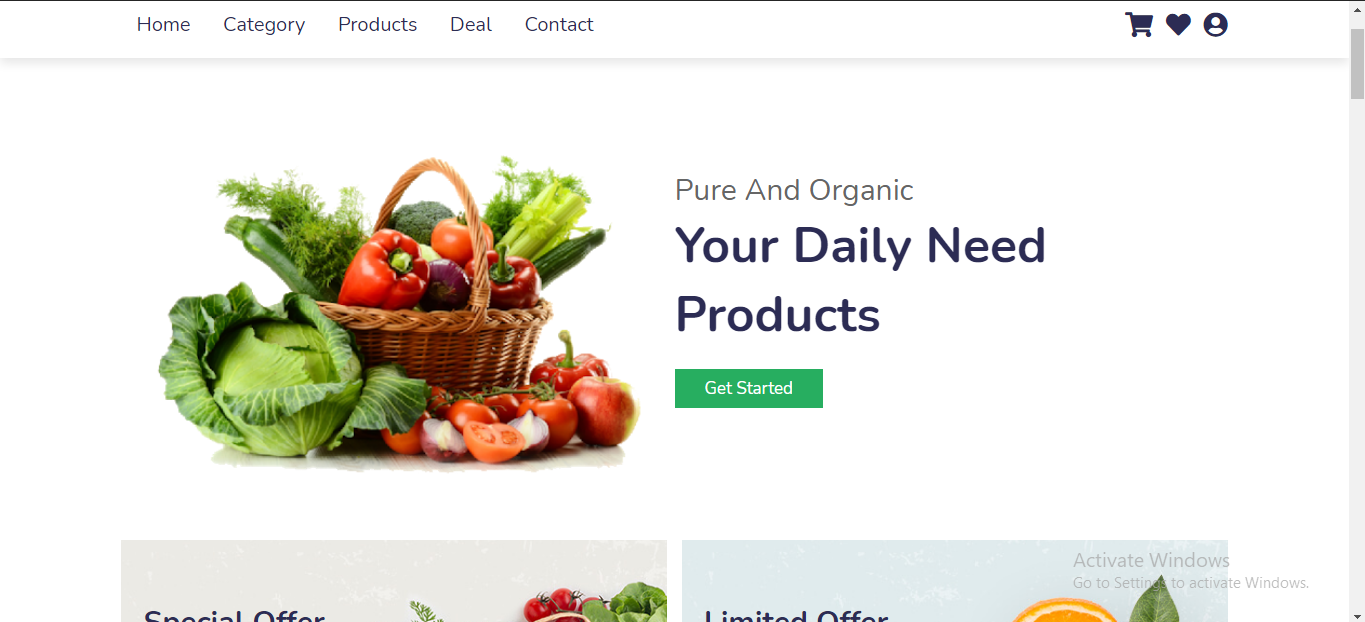 Home Category Products Deal Contact
Pure And Organic
Your Daily Need
Products
Get Started
Special Offer
Limited Offer
Activate Windows
Go to Settings to activate Windows.